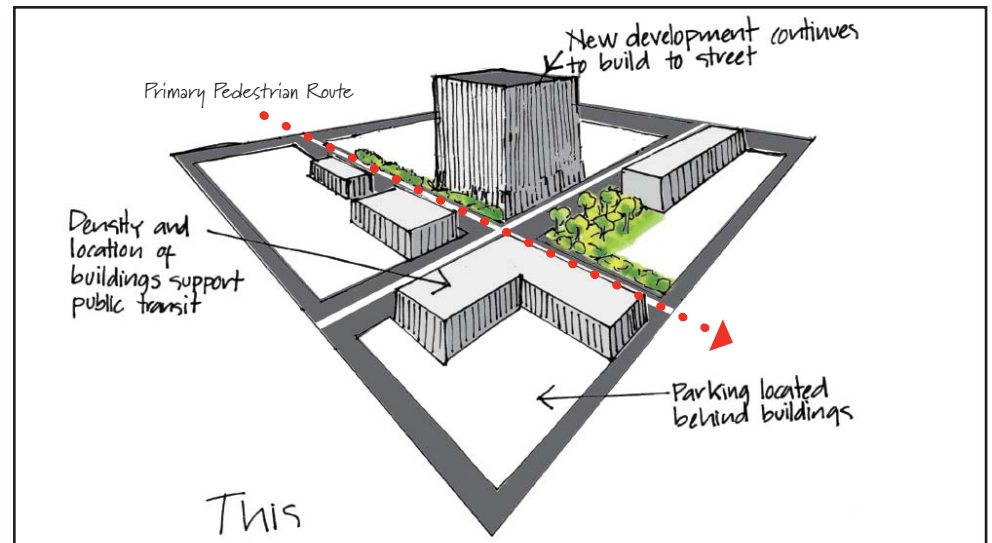 New development continues
to build to street
Primary Pedestrian Route
Density and
location of
buildings support
public transit
Parking located
behind buildings
This